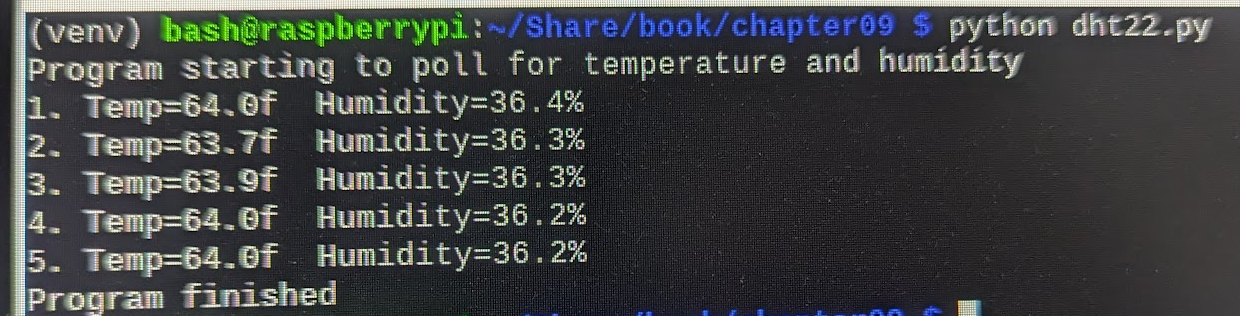 (venv) bash@raspberrypi:~/Share/book/chapter09 $ python dht22.py
Program starting to poll for temperature and humidity
1. Temp=64.0f  Humidity=36.4%
2. Temp=63.7f  Humidity=36.3%
3. Temp=63.9f  Humidity=36.3%
4. Temp=64.0f  Humidity=36.2%
5. Temp=64.0f  Humidity=36.2%
Program finished